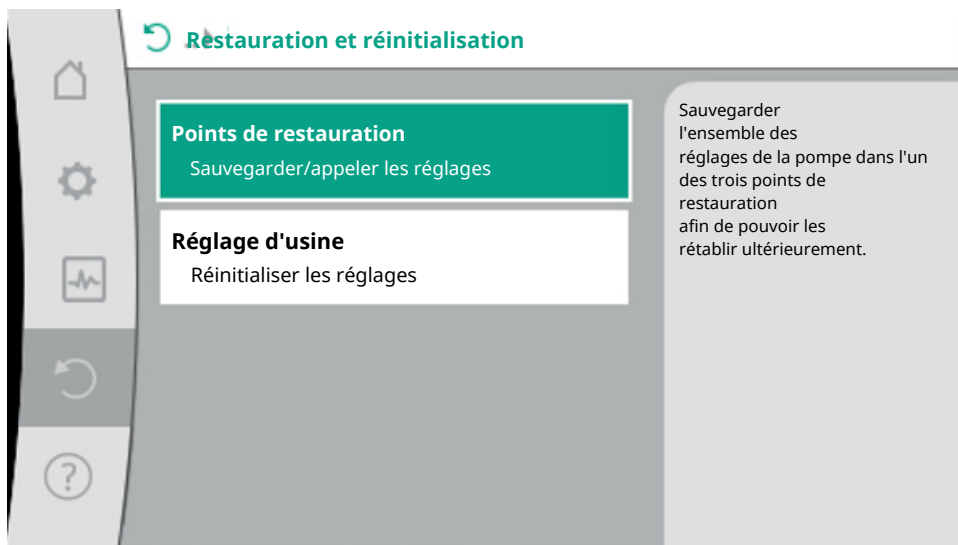 Restauration et réinitialisation
Points de restauration
Sauvegarder/appeler les réglages
Réglage d'usine
Réinitialiser les réglages
Sauvegarder
l'ensemble des
réglages de la pompe dans l'un
des trois points de
restauration
afin de pouvoir les
rétablir ultérieurement.
?